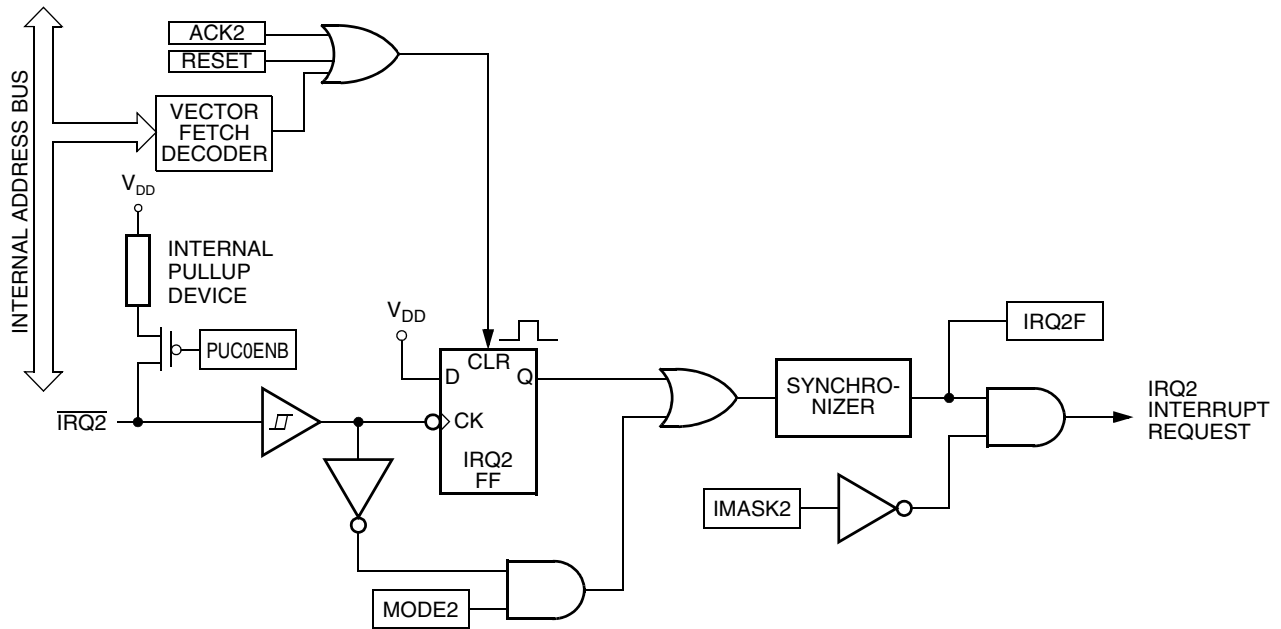 INTERNAL ADDRESS BUS
ACK2
RESET
VECTOR
FETCH
DECODER
VDD
INTERNAL
PULLUP
DEVICE
PUC0ENB
IRQ2
VDD
CLR
D
Q
CK
IRQ2
FF
MODE2
SYNCHRO-
NIZER
IRQ2F
IMASK2
IRQ2
INTERRUPT
REQUEST